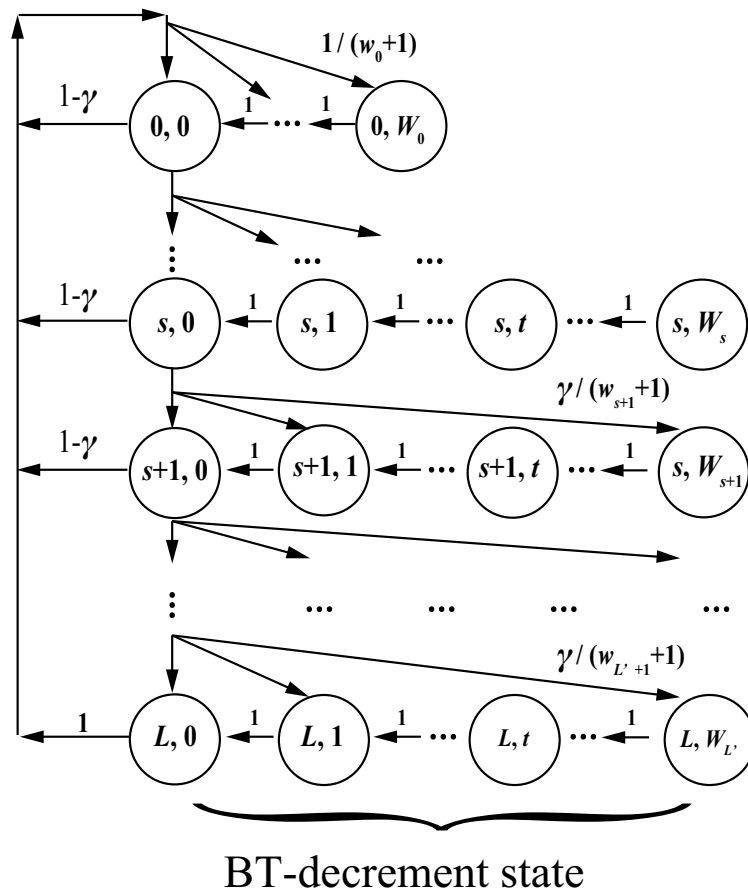 1 / (w₀+1)
1-γ
0, 0
1
...
1
0, W₀
...
... ...
1-γ
s, 0
1
s, 1
1
...
s, t
...
1
s, Wₛ
γ / (wₛ₊₁+1)
1-γ
s+1, 0
1
s+1, 1
1
...
s+1, t
...
1
s, Wₛ₊₁
... ... ... ... ...
γ / (w_{L' +1}+1)
1
L, 0
1
L, 1
1
...
L, t
...
1
L, W_{L'}
BT-decrement state